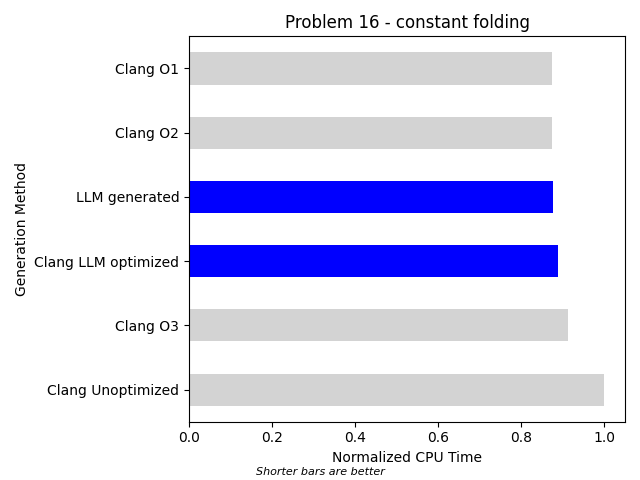 Problem 16 - constant folding
Clang O1
Clang O2
LLM generated
Clang LLM optimized
Clang O3
Clang Unoptimized
Generation Method
0.0 0.2 0.4 0.6 0.8 1.0
Normalized CPU Time
Shorter bars are better